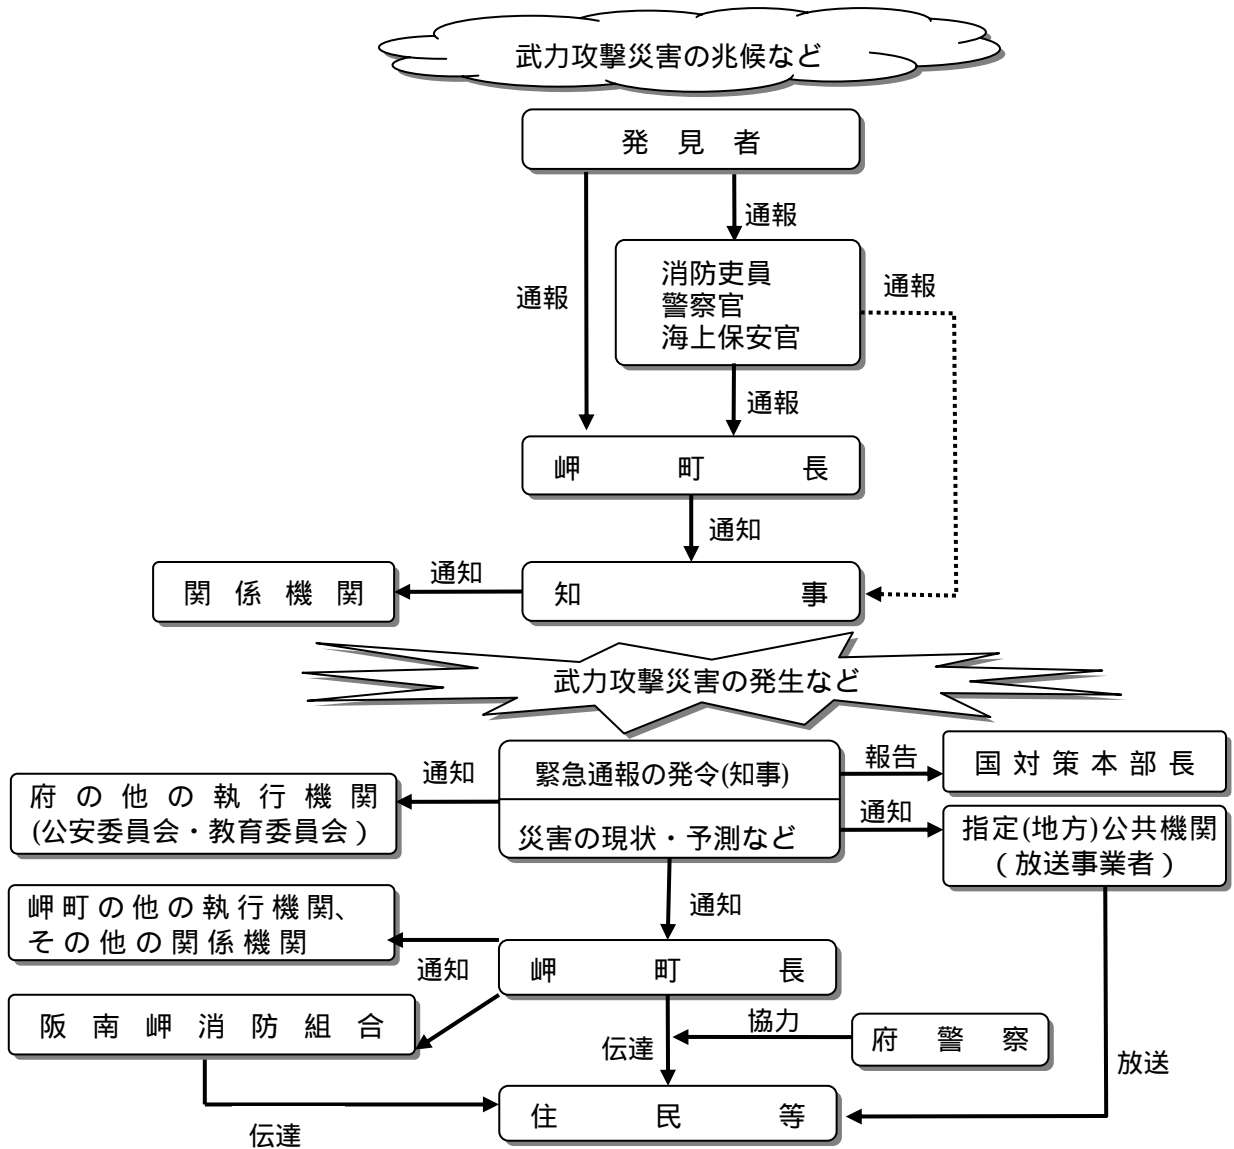 武力攻撃災害の兆候など
発　見　者
通報
消防吏員
警察官
海上保安官
通報
通報
通報
岬町長
通知
関係機関
通知
知事
武力攻撃災害の発生など
緊急通報の発令(知事)
災害の現状・予測など
報告
国対策本部長
通知
府の他の執行機関
(公安委員会・教育委員会)
通知
指定(地方)公共機関
(放送事業者)
通知
岬町の他の執行機関、
その他の関係機関
通知
岬町長
阪南岬消防組合
協力
府警察
伝達
放送
住民等
伝達